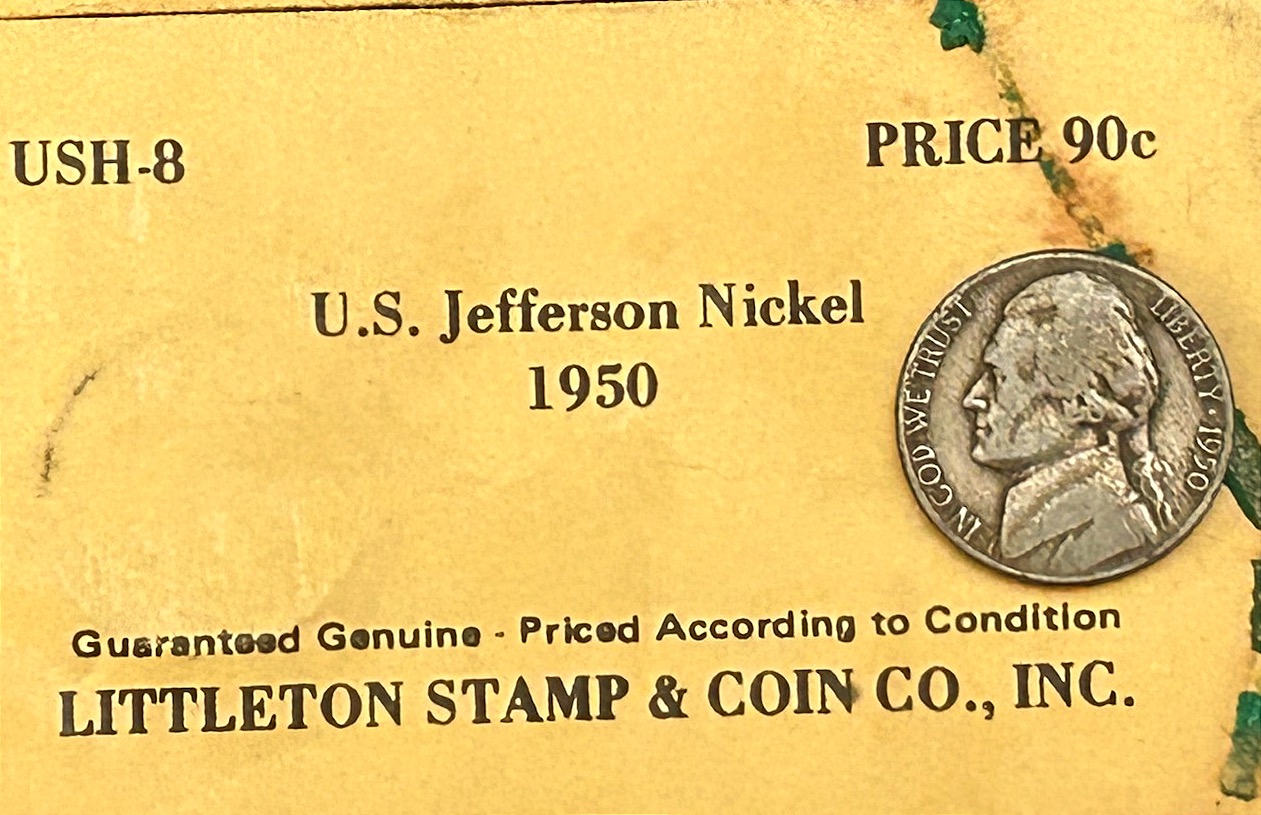 USH-8
PRICE 90c
U.S. Jefferson Nickel
1950
IN GOD WE TRUST
LIBERTY · 1950
Guaranteed Genuine - Priced According to Condition
LITTLETON STAMP & COIN CO., INC.